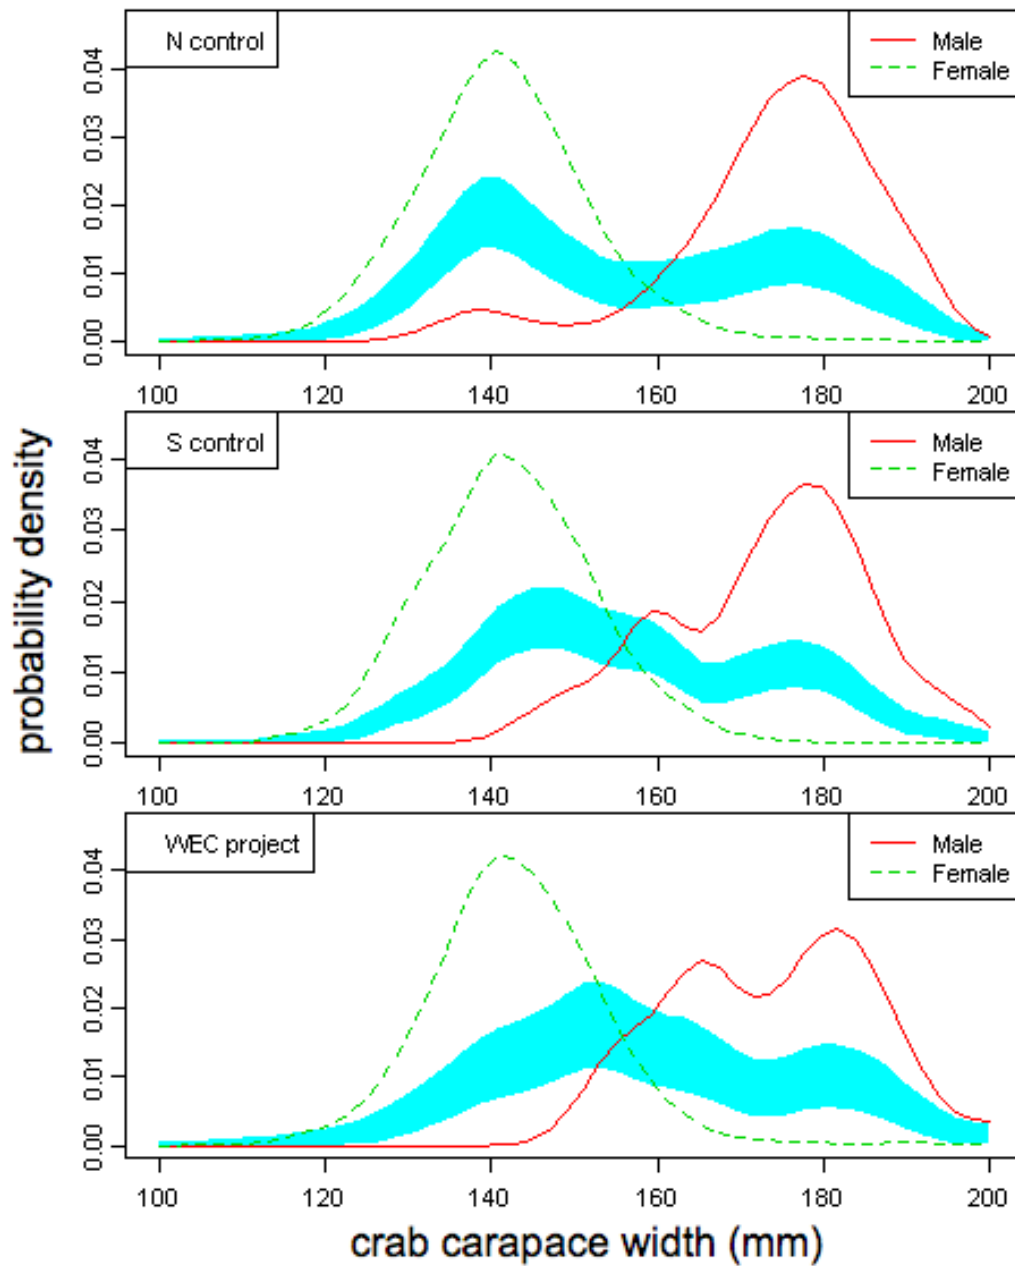 N control
Male
Female
0.00 0.01 0.02 0.03 0.04
100 120 140 160 180 200
S control
Male
Female
0.00 0.01 0.02 0.03 0.04
100 120 140 160 180 200
WEC project
Male
Female
0.00 0.01 0.02 0.03 0.04
100 120 140 160 180 200
probability density
crab carapace width (mm)